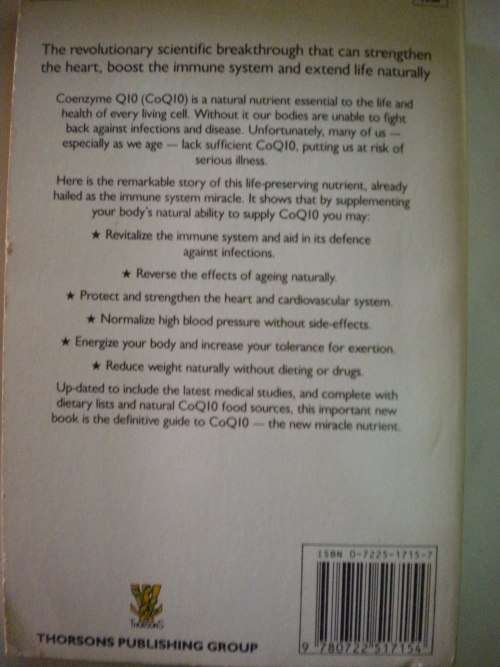 The revolutionary scientific breakthrough that can strengthen
the heart, boost the immune system and extend life naturally
Coenzyme Q10 (CoQ10) is a natural nutrient essential to the life and
health of every living cell. Without it our bodies are unable to fight
back against infections and disease. Unfortunately, many of us —
especially as we age — lack sufficient CoQ10, putting us at risk of
serious illness.
Here is the remarkable story of this life-preserving nutrient, already
hailed as the immune system miracle. It shows that by supplementing
your body's natural ability to supply CoQ10 you may:
★ Revitalize the immune system and aid in its defence
against infections.
★ Reverse the effects of ageing naturally.
★ Protect and strengthen the heart and cardiovascular system.
★ Normalize high blood pressure without side-effects.
★ Energize your body and increase your tolerance for exertion.
★ Reduce weight naturally without dieting or drugs.
Up-dated to include the latest medical studies, and complete with
dietary lists and natural CoQ10 food sources, this important new
book is the definitive guide to CoQ10 — the new miracle nutrient.
ISBN 0-7225-1715-7
THORSONS
THORSONS PUBLISHING GROUP
9 780722 517154